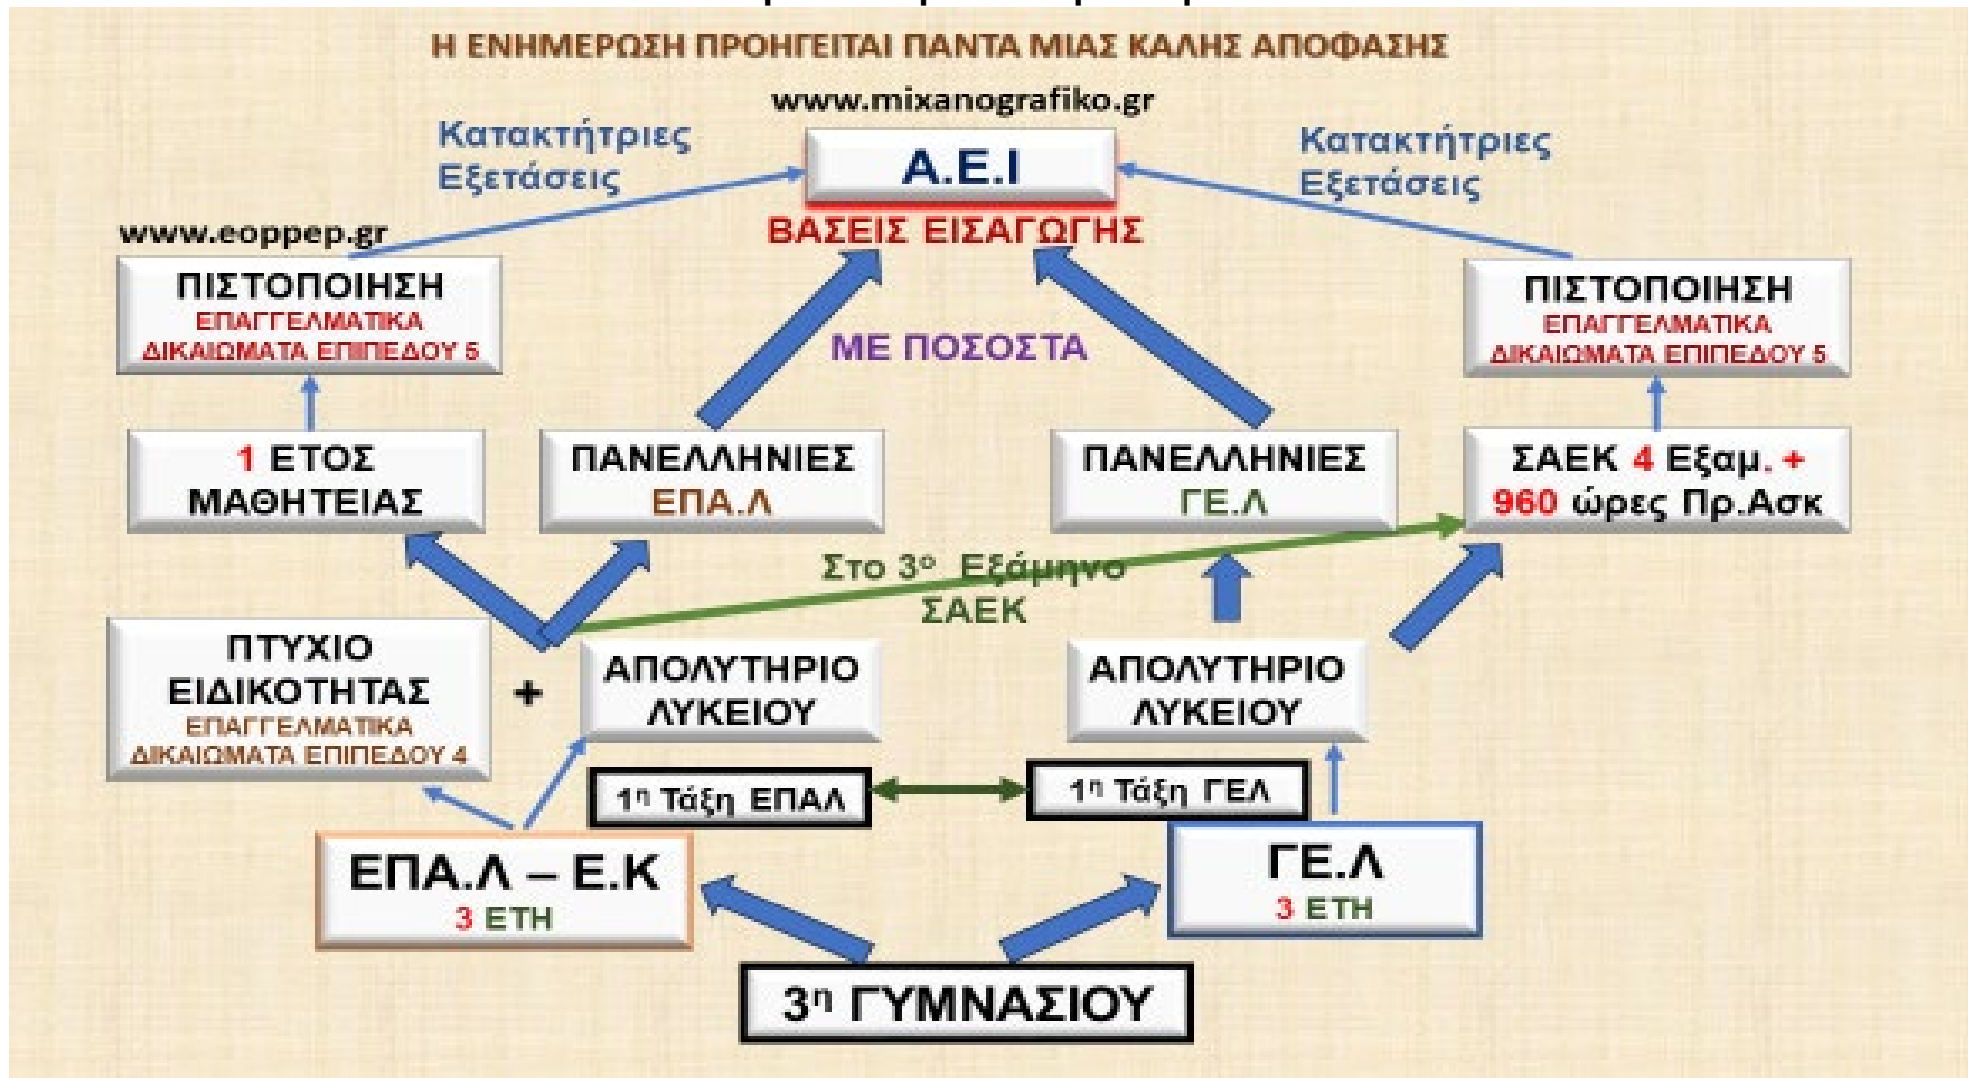 Η ΕΝΗΜΕΡΩΣΗ ΠΡΟΗΓΕΙΤΑΙ ΠΑΝΤΑ ΜΙΑΣ ΚΑΛΗΣ ΑΠΟΦΑΣΗΣ
www.mixanografiko.gr
Κατακτήτριες
Εξετάσεις
Α.Ε.Ι
Κατακτήτριες
Εξετάσεις
ΒΑΣΕΙΣ ΕΙΣΑΓΩΓΗΣ
www.eoppep.gr
ΠΙΣΤΟΠΟΙΗΣΗ
ΕΠΑΓΓΕΛΜΑΤΙΚΑ
ΔΙΚΑΙΩΜΑΤΑ ΕΠΙΠΕΔΟΥ 5
ΜΕ ΠΟΣΟΣΤΑ
ΠΙΣΤΟΠΟΙΗΣΗ
ΕΠΑΓΓΕΛΜΑΤΙΚΑ
ΔΙΚΑΙΩΜΑΤΑ ΕΠΙΠΕΔΟΥ 5
1 ΕΤΟΣ
ΜΑΘΗΤΕΙΑΣ
ΠΑΝΕΛΛΗΝΙΕΣ
ΕΠΑ.Λ
ΠΑΝΕΛΛΗΝΙΕΣ
ΓΕ.Λ
ΣΑΕΚ 4 Εξαμ. +
960 ώρες Πρ.Ασκ
Στο 3ο Εξάμηνο
ΣΑΕΚ
ΠΤΥΧΙΟ
ΕΙΔΙΚΟΤΗΤΑΣ
ΕΠΑΓΓΕΛΜΑΤΙΚΑ
ΔΙΚΑΙΩΜΑΤΑ ΕΠΙΠΕΔΟΥ 4
+
ΑΠΟΛΥΤΗΡΙΟ
ΛΥΚΕΙΟΥ
ΑΠΟΛΥΤΗΡΙΟ
ΛΥΚΕΙΟΥ
1η Τάξη ΕΠΑΛ
1η Τάξη ΓΕΛ
ΕΠΑ.Λ – Ε.Κ
3 ΕΤΗ
ΓΕ.Λ
3 ΕΤΗ
3η ΓΥΜΝΑΣΙΟΥ